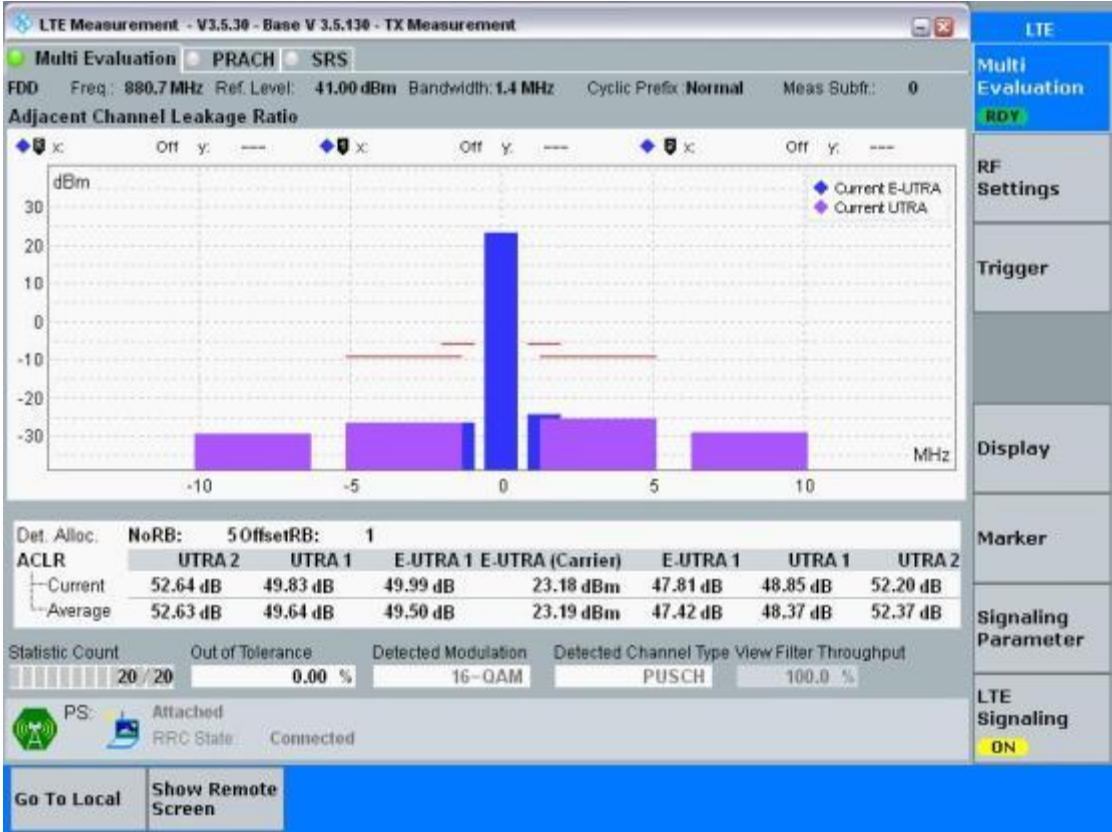 LTE Measurement - V3.5.30 - Base V 3.5.130 - TX Measurement
Multi Evaluation PRACH SRS
FDD Freq.: 880.7 MHz Ref. Level: 41.00 dBm Bandwidth: 1.4 MHz Cyclic Prefix: Normal Meas Subfr.: 0
Adjacent Channel Leakage Ratio
x: Off y: --- x: Off y: --- x: Off y: ---
dBm
Current E-UTRA
Current UTRA
30
20
10
0
-10
-20
-30
MHz
-10 -5 0 5 10
Det. Alloc. NoRB: 5 OffsetRB: 1
ACLR UTRA 2 UTRA 1 E-UTRA 1 E-UTRA (Carrier) E-UTRA 1 UTRA 1 UTRA 2
Current 52.64 dB 49.83 dB 49.99 dB 23.18 dBm 47.81 dB 48.85 dB 52.20 dB
Average 52.63 dB 49.64 dB 49.50 dB 23.19 dBm 47.42 dB 48.37 dB 52.37 dB
Statistic Count Out of Tolerance Detected Modulation Detected Channel Type View Filter Throughput
20 / 20 0.00 % 16-QAM PUSCH 100.0 %
PS: Attached
RRC State: Connected
LTE
Multi
Evaluation
RDY
RF
Settings
Trigger
Display
Marker
Signaling
Parameter
LTE
Signaling
ON
Go To Local
Show Remote
Screen